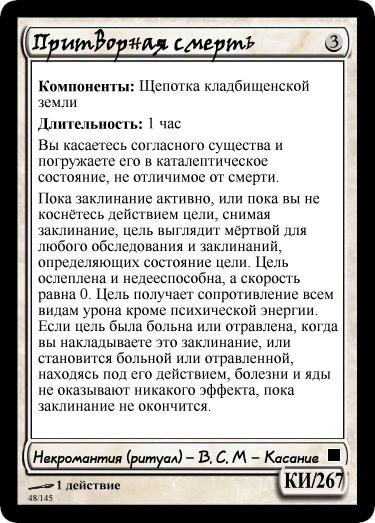 Притворная смерть
3
Компоненты: Щепотка кладбищенской
земли
Длительность: 1 час
Вы касаетесь согласного существа и
погружаете его в каталептическое
состояние, не отличимое от смерти.
Пока заклинание активно, или пока вы не
коснётесь действием цели, снимая
заклинание, цель выглядит мёртвой для
любого обследования и заклинаний,
определяющих состояние цели. Цель
ослеплена и недееспособна, а скорость
равна 0. Цель получает сопротивление всем
видам урона кроме психической энергии.
Если цель была больна или отравлена, когда
вы накладываете это заклинание, или
становится больной или отравленной,
находясь под его действием, болезни и яды
не оказывают никакого эффекта, пока
заклинание не окончится.
Некромантия (ритуал) – В, С, М – Касание
1 действие
КИ/267
48/145